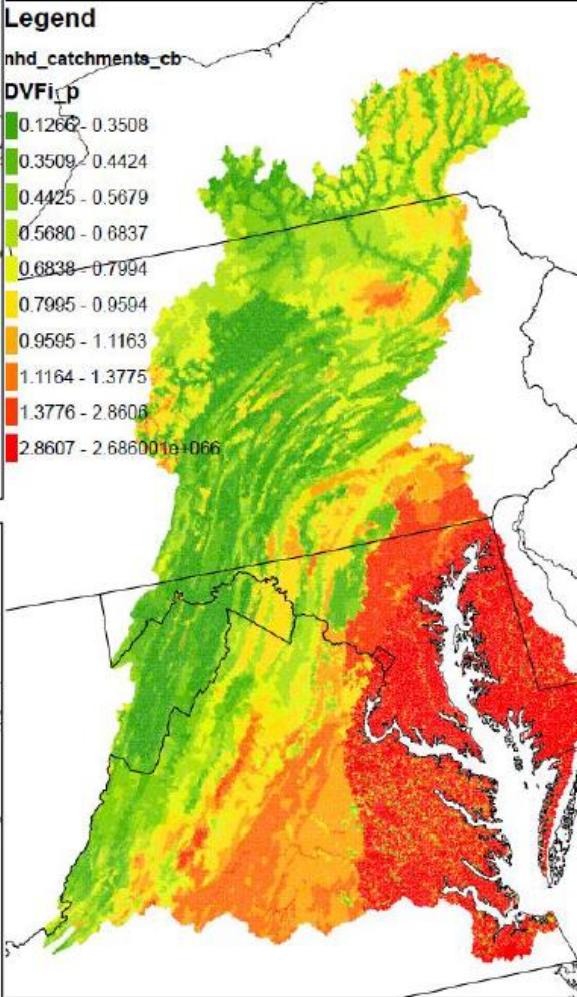 Legend
nhd_catchments_cb
DVFi_p
0.1266 - 0.3508
0.3509 - 0.4424
0.4425 - 0.5679
0.5680 - 0.6837
0.6838 - 0.7994
0.7995 - 0.9594
0.9595 - 1.1163
1.1164 - 1.3775
1.3776 - 2.8606
2.8607 - 2.686001e+066